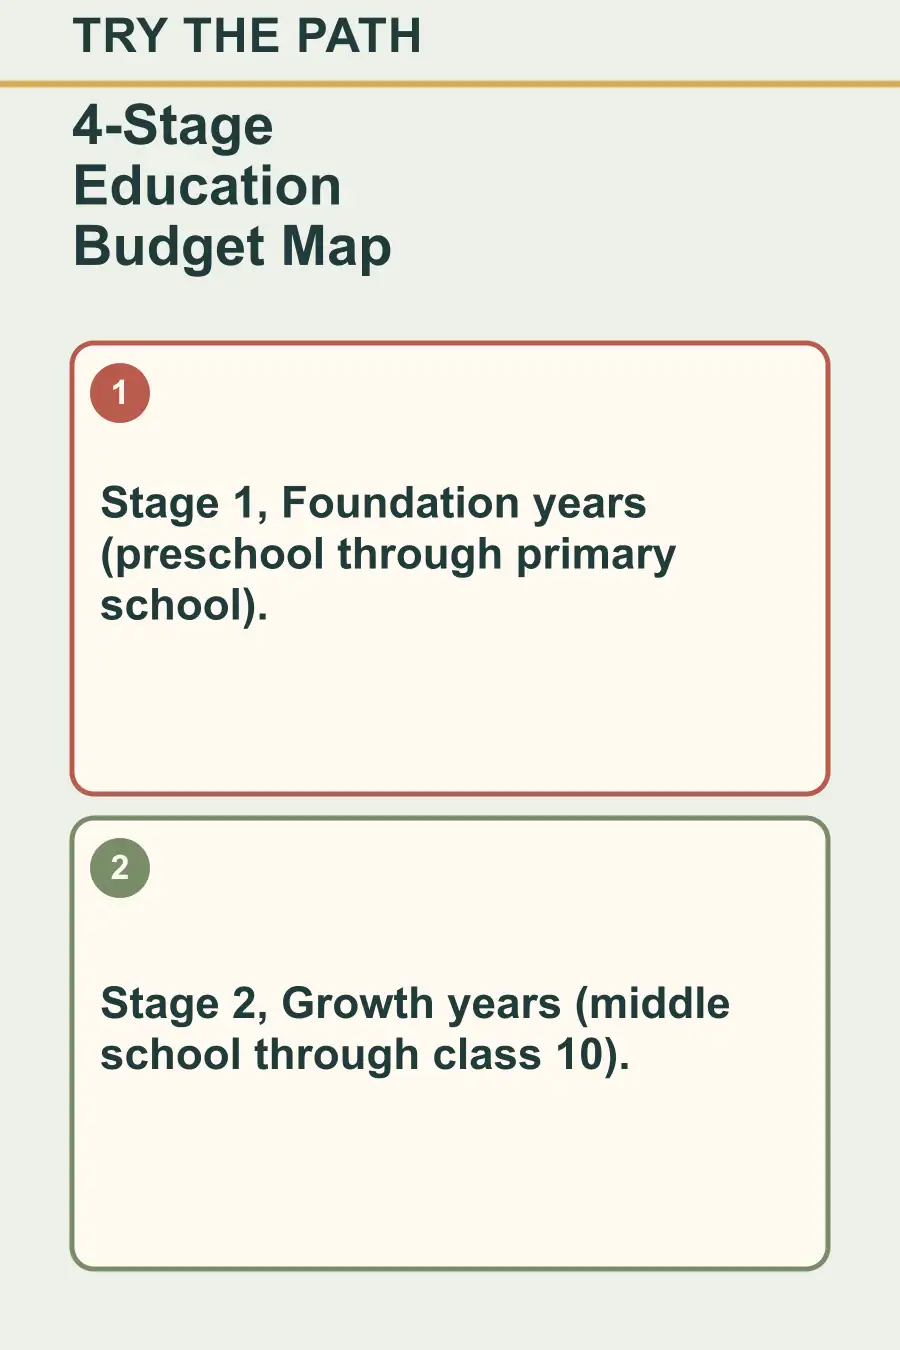 TRY THE PATH
4-Stage
Education
Budget Map
1
Stage 1, Foundation years
(preschool through primary
school).
2
Stage 2, Growth years (middle
school through class 10).